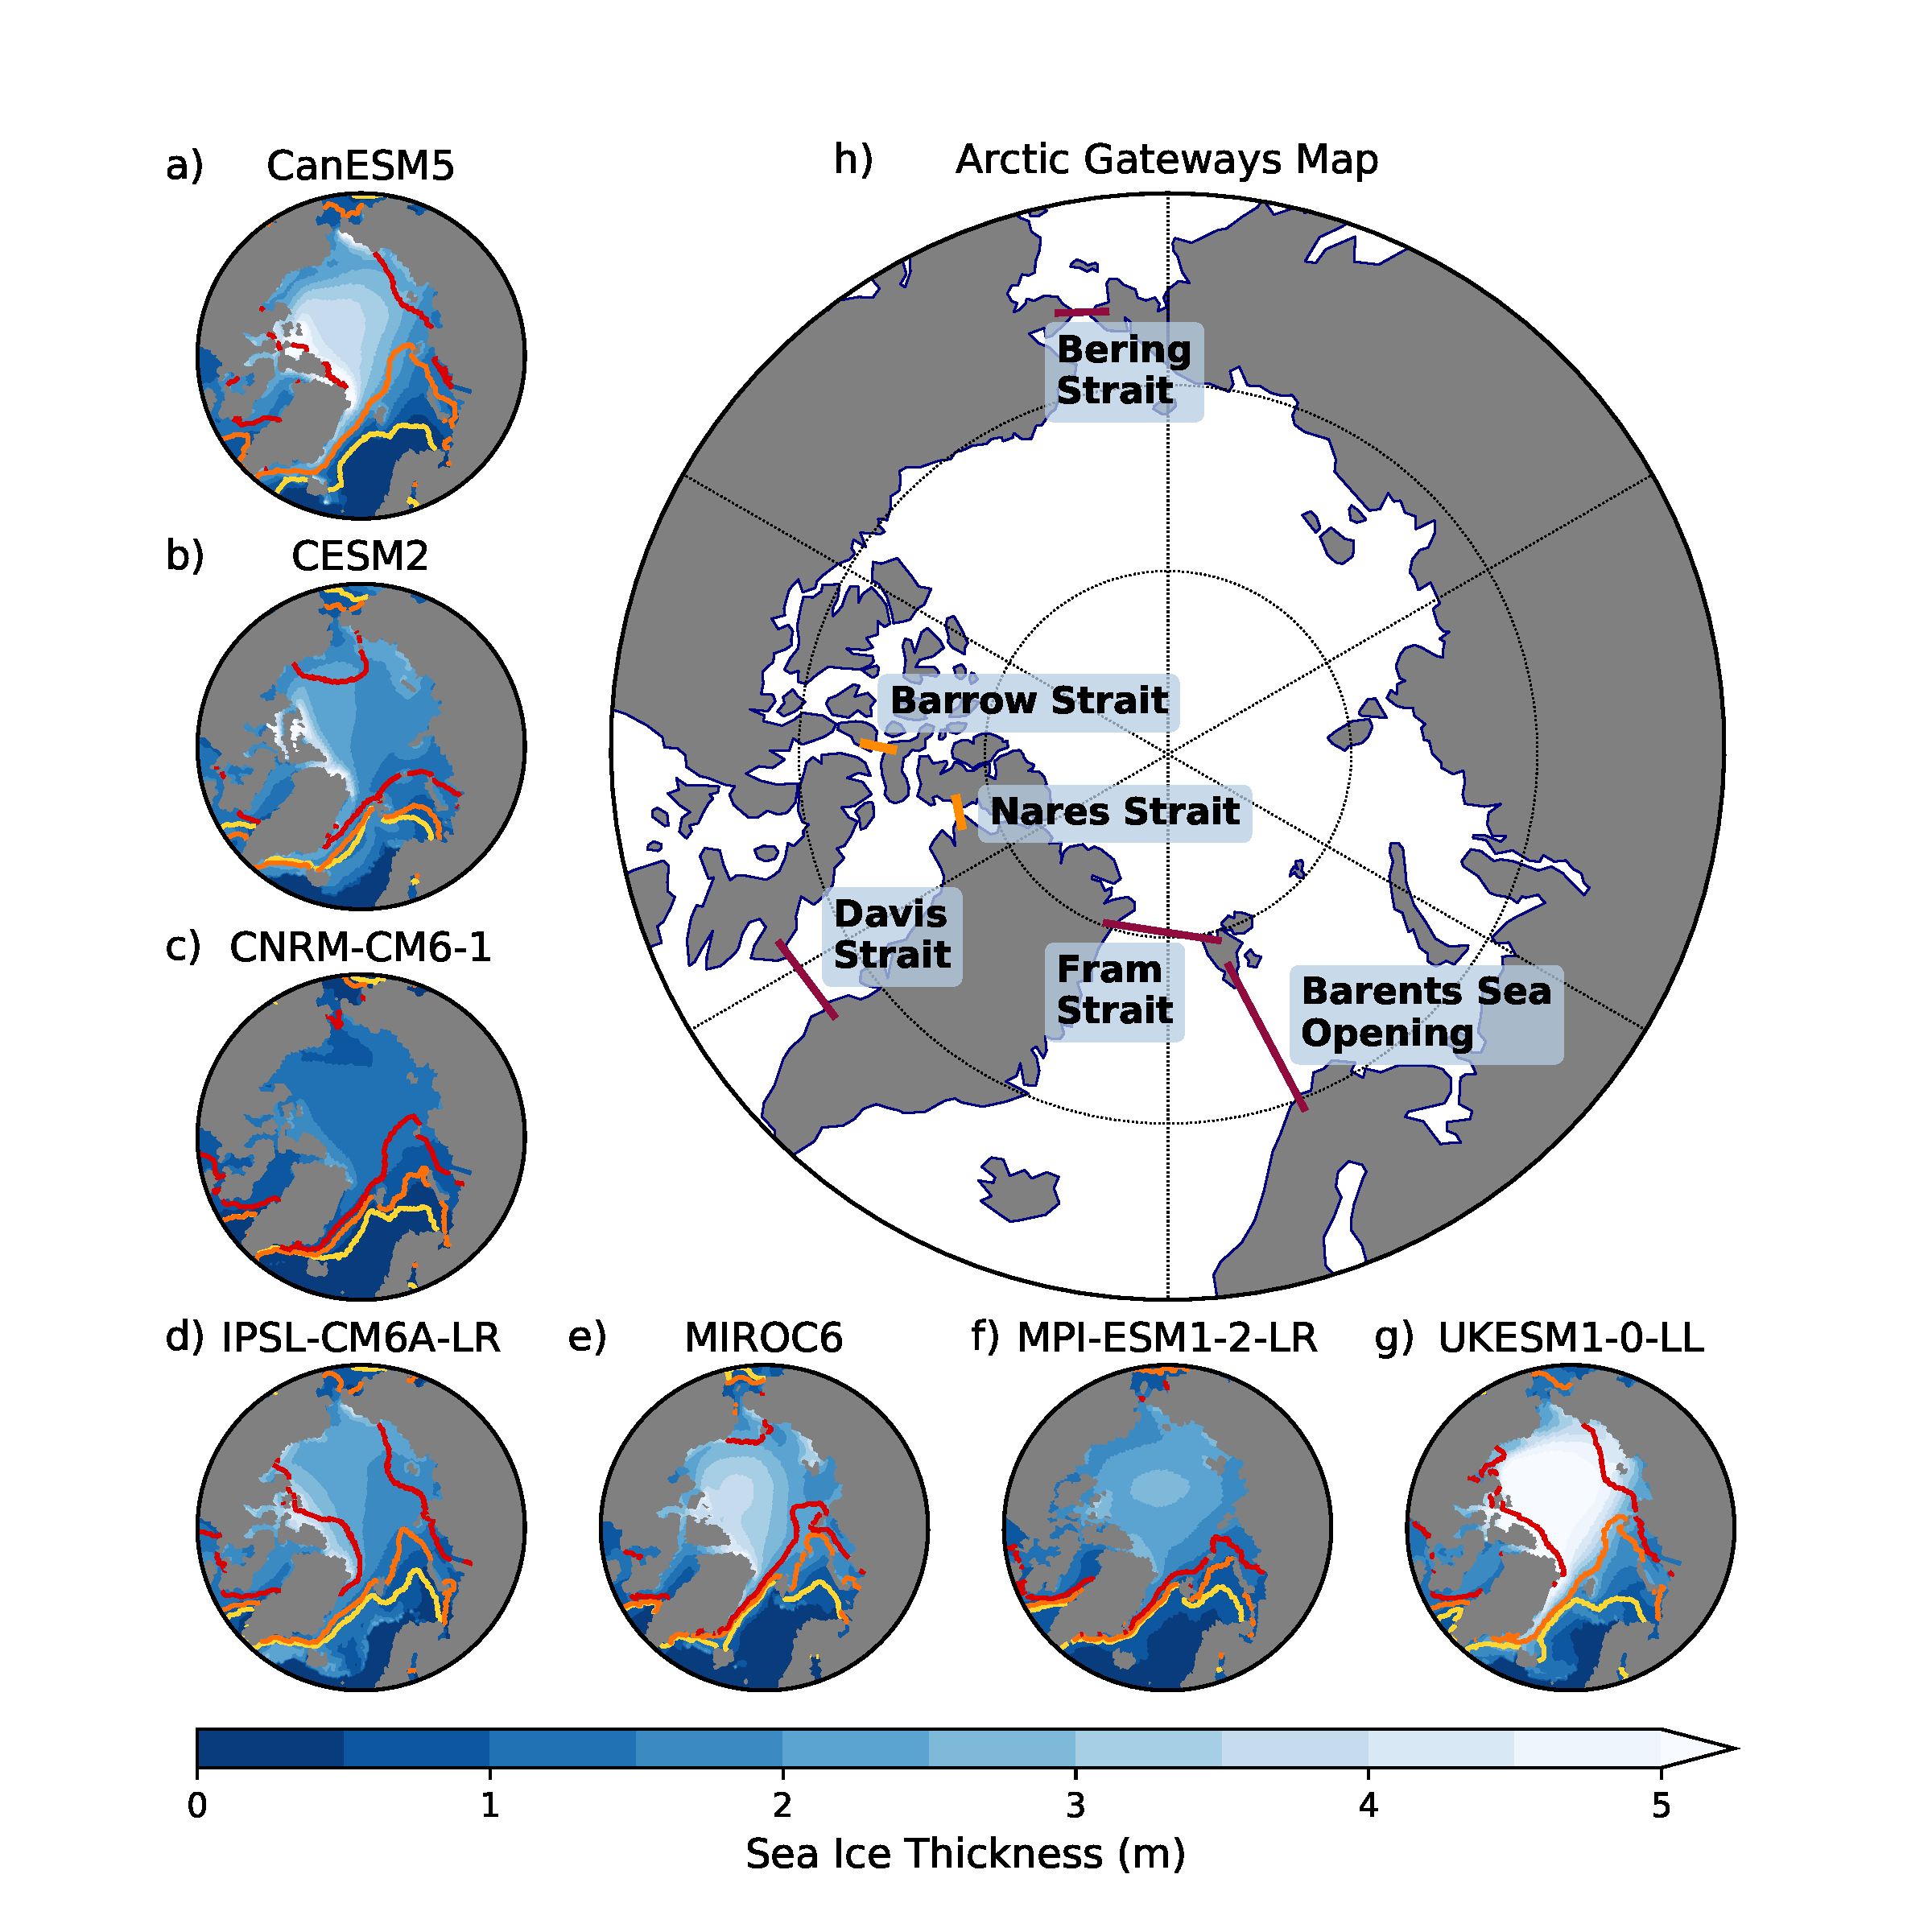 a) CanESM5
h) Arctic Gateways Map
Bering
Strait
Barrow Strait
Nares Strait
Davis
Strait
Fram
Strait
Barents Sea
Opening
b) CESM2
c) CNRM-CM6-1
d) IPSL-CM6A-LR
e) MIROC6
f) MPI-ESM1-2-LR
g) UKESM1-0-LL
0 1 2 3 4 5
Sea Ice Thickness (m)